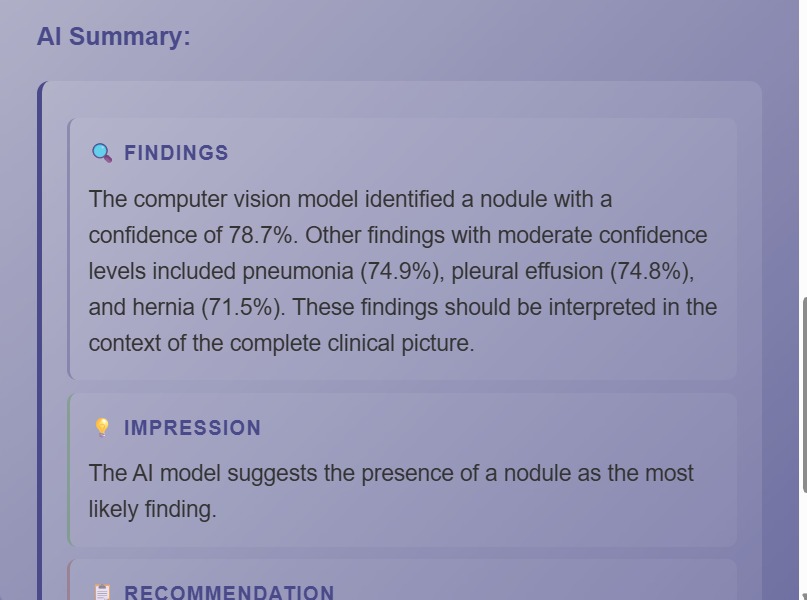 AI Summary:
FINDINGS
The computer vision model identified a nodule with a
confidence of 78.7%. Other findings with moderate confidence
levels included pneumonia (74.9%), pleural effusion (74.8%),
and hernia (71.5%). These findings should be interpreted in the
context of the complete clinical picture.
IMPRESSION
The AI model suggests the presence of a nodule as the most
likely finding.
RECOMMENDATION